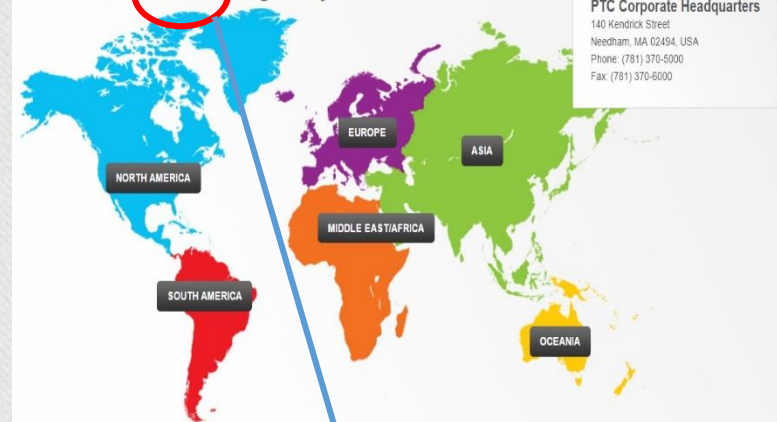 PTC Corporate Headquarters
140 Kendrick Street
Needham, MA 02494, USA
Phone: (781) 370-5000
Fax: (781) 370-6000
EUROPE
ASIA
NORTH AMERICA
MIDDLE EAST/AFRICA
SOUTH AMERICA
OCEANIA